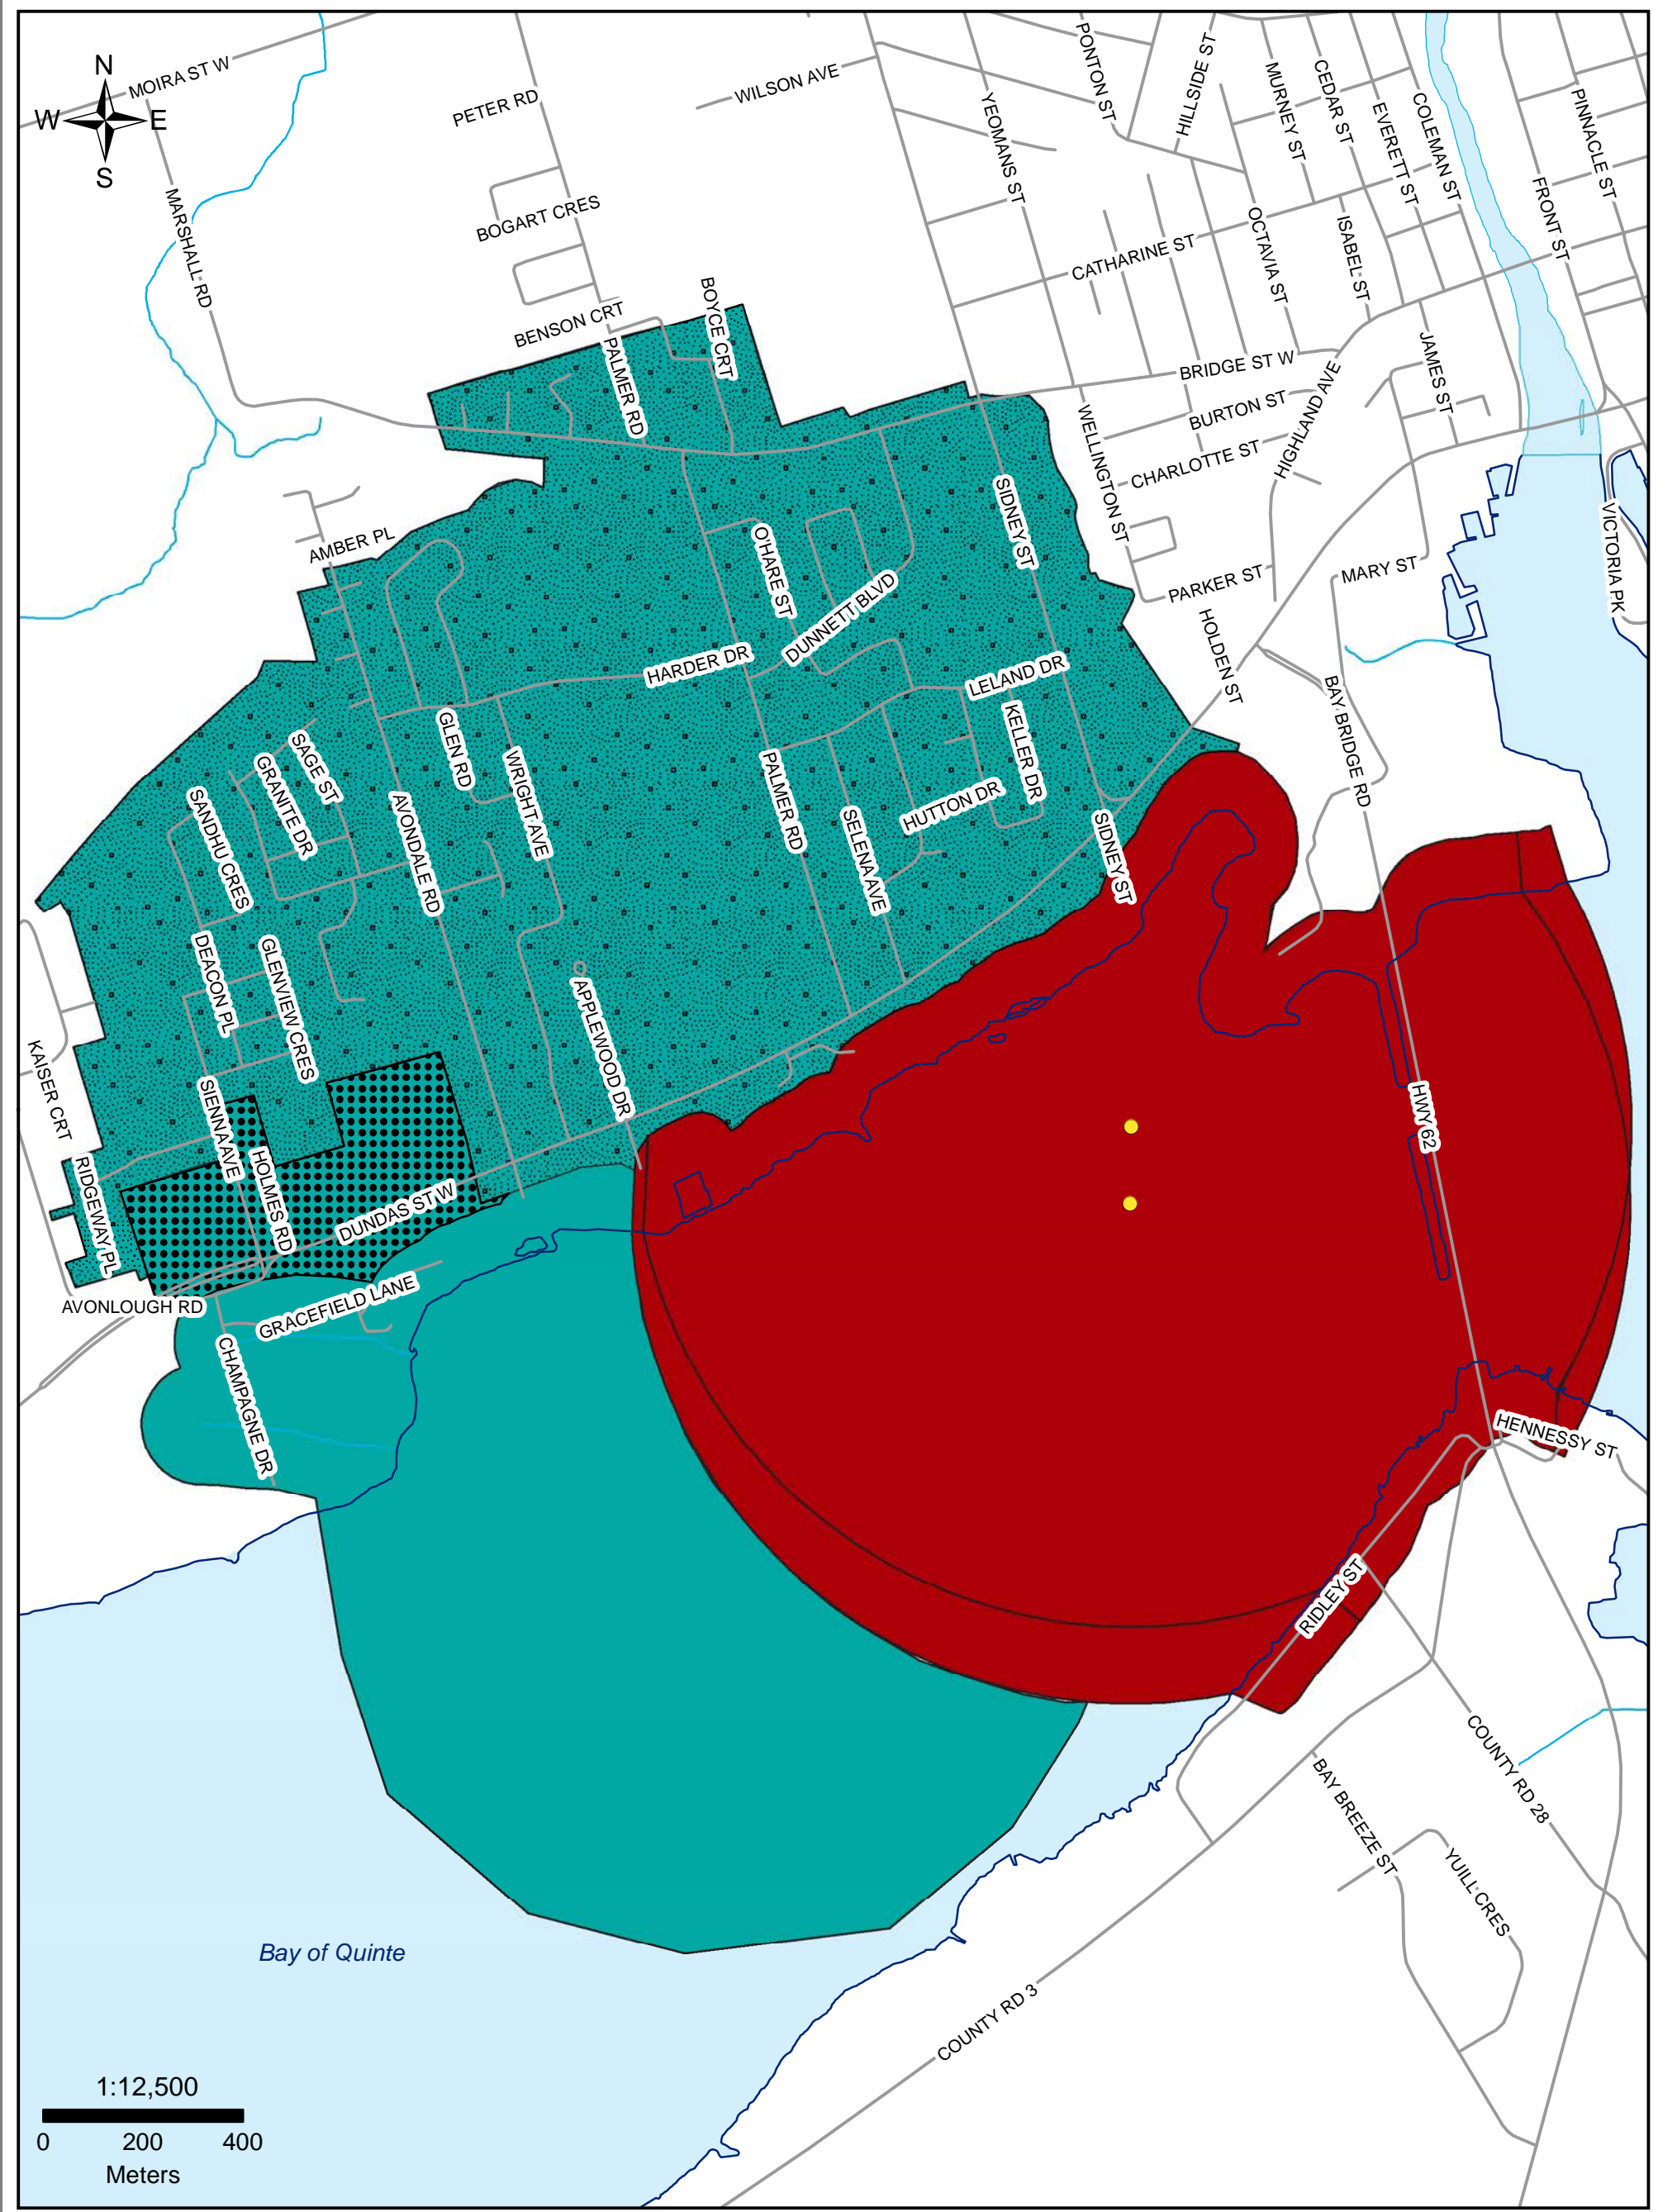 N
W E
S
MOIRA ST W
MARSHALL RD
PETER RD
WILSON AVE
BOGART CRES
BENSON CRT
BOYCE CRT
PALMER RD
YEOMANS ST
PONTON ST
HILLSIDE ST
MURNEY ST
CEDAR ST
EVERETT ST
COLEMAN ST
FRONT ST
PINNACLE ST
CATHARINE ST
OCTAVIA ST
ISABEL ST
BRIDGE ST W
BURTON ST
CHARLOTTE ST
HIGHLAND AVE
JAMES ST
WELLINGTON ST
SIDNEY ST
PARKER ST
MARY ST
VICTORIA PK
HOLDEN ST
BAY BRIDGE RD
AMBER PL
O'HARE ST
DUNNETT BLVD
HARDER DR
LELAND DR
KELLER DR
HUTTON DR
PALMER RD
SELENA AVE
SIDNEY ST
GLEN RD
WRIGHT AVE
AVONDALE RD
SAGE ST
GRANITE DR
SANDHU CRES
DEACON PL
GLENVIEW CRES
APPLEWOOD DR
KAISER CRT
SIENNA AVE
HOLMES RD
RIDGEWAY PL
DUNDAS ST W
AVONLOUGH RD
GRACEFIELD LANE
CHAMPAGNE DR
HWY 62
HENNESSY ST
RIDLEY ST
COUNTY RD 28
BAY BREEZE ST
YUILL CRES
COUNTY RD 3
Bay of Quinte
1:12,500
0 200 400
Meters